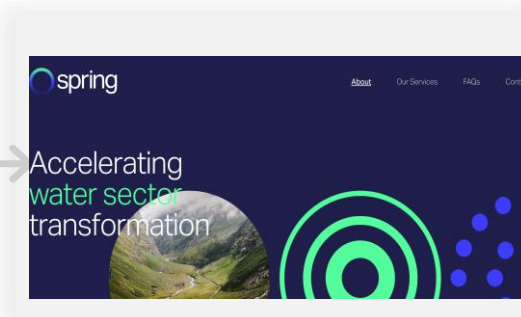 spring
About Our Services FAQs
Accelerating
water sector
transformation